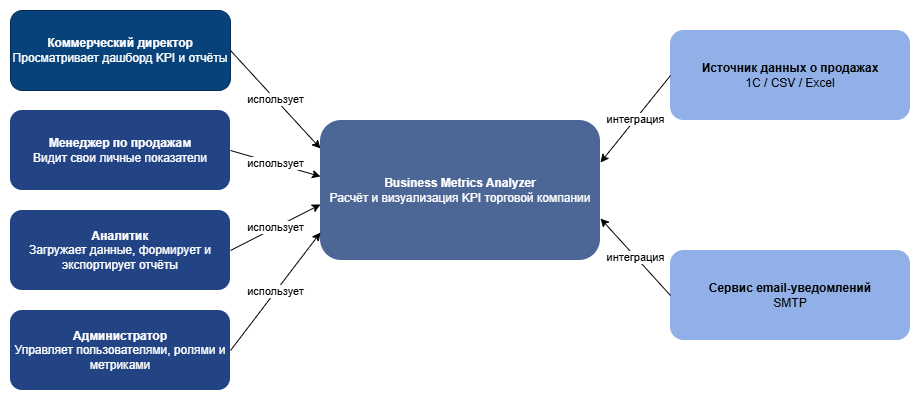 Коммерческий директор
Просматривает дашборд KPI и отчёты
использует
Менеджер по продажам
Видит свои личные показатели
использует
Аналитик
Загружает данные, формирует и
экспортирует отчёты
использует
Администратор
Управляет пользователями, ролями и
метриками
использует
Business Metrics Analyzer
Расчёт и визуализация KPI торговой компании
интеграция
Источник данных о продажах
1С / CSV / Excel
интеграция
Сервис email-уведомлений
SMTP